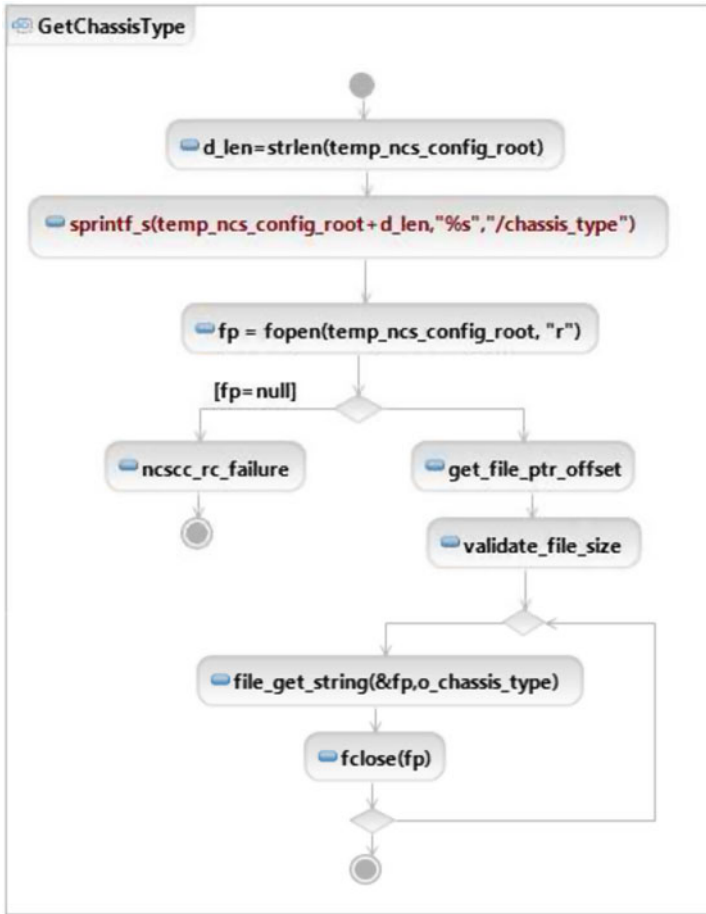 GetChassisType
d_len=strlen(temp_ncs_config_root)
sprintf_s(temp_ncs_config_root+d_len,"%s","/chassis_type")
fp = fopen(temp_ncs_config_root, "r")
[fp=null]
ncscc_rc_failure
get_file_ptr_offset
validate_file_size
file_get_string(&fp,o_chassis_type)
fclose(fp)